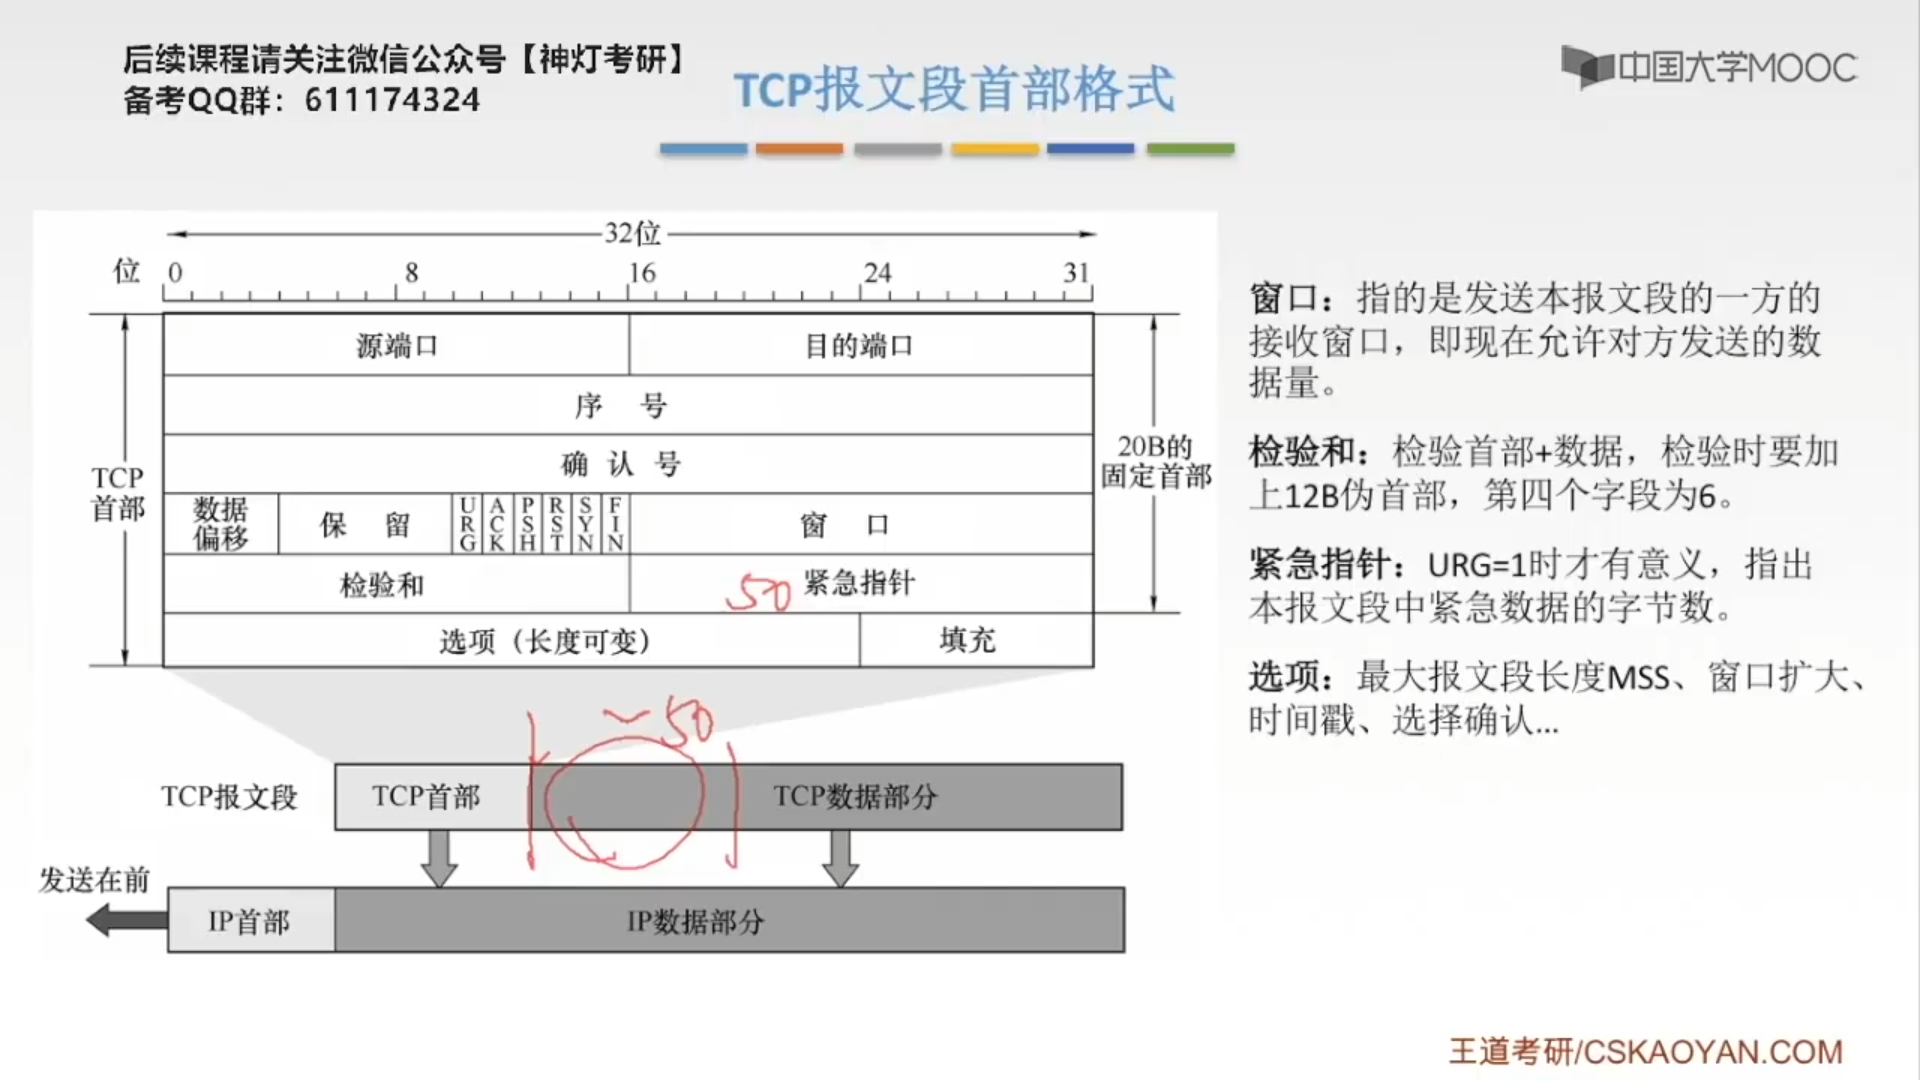 后续课程请关注微信公众号【神灯考研】
备考QQ群：611174324
TCP报文段首部格式
中国大学MOOC
32位
位 0 8 16 24 31
源端口 目的端口
序 号
确 认 号
TCP
首部
20B的
固定首部
数据
偏移
保 留
URG ACK PSH RST SYN FIN
窗 口
检验和 50 紧急指针
选项（长度可变） 填充
~50
TCP报文段 TCP首部 TCP数据部分
发送在前
IP首部 IP数据部分
窗口：指的是发送本报文段的一方的
接收窗口，即现在允许对方发送的数
据量。
检验和：检验首部+数据，检验时要加
上12B伪首部，第四个字段为6。
紧急指针：URG=1时才有意义，指出
本报文段中紧急数据的字节数。
选项：最大报文段长度MSS、窗口扩大、
时间戳、选择确认...
王道考研/CSKAOYAN.COM